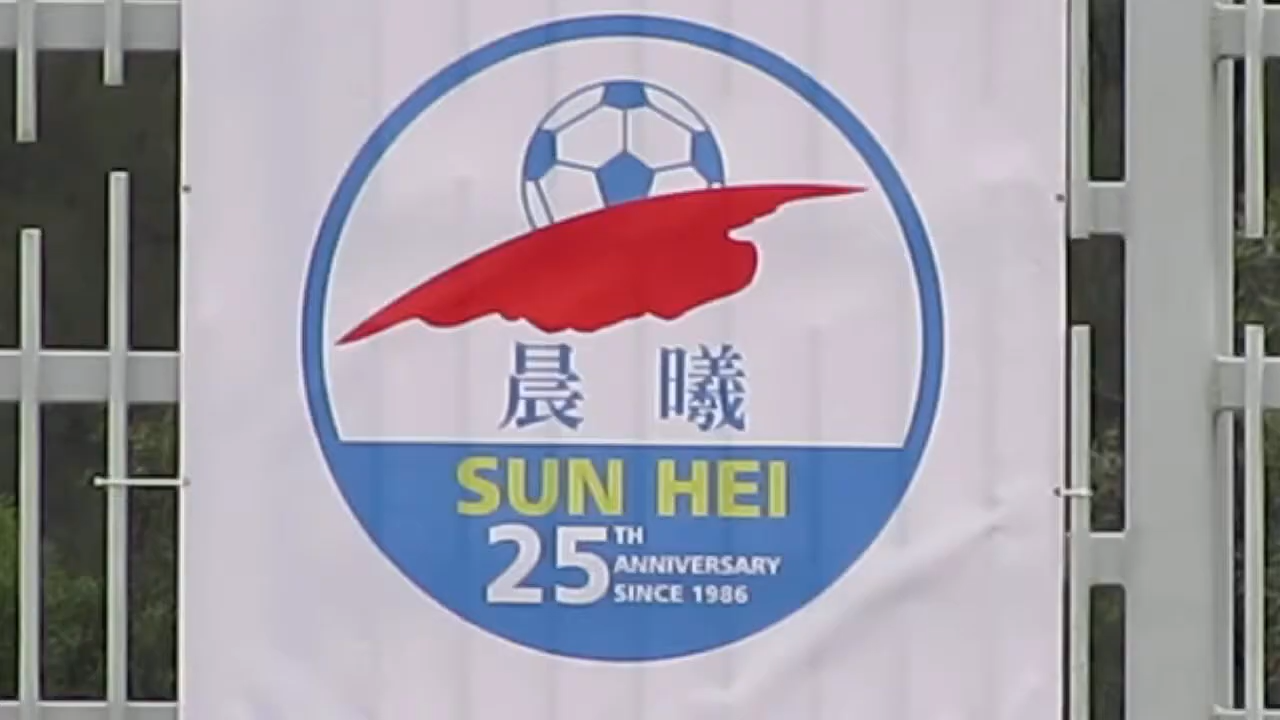 晨 曦
SUN HEI
25TH
ANNIVERSARY
SINCE 1986